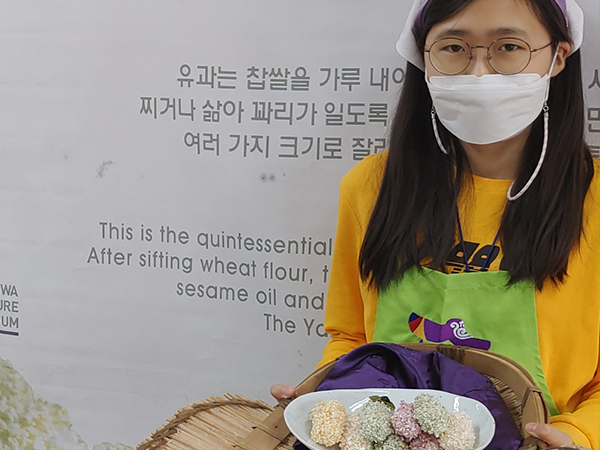 유과는 찹쌀을 가루 내어
찌거나 삶아 꽈리가 일도록
여러 가지 크기로 잘라
This is the quintessential
After sifting wheat flour, t
sesame oil and
The Ya
WA
URE
UM